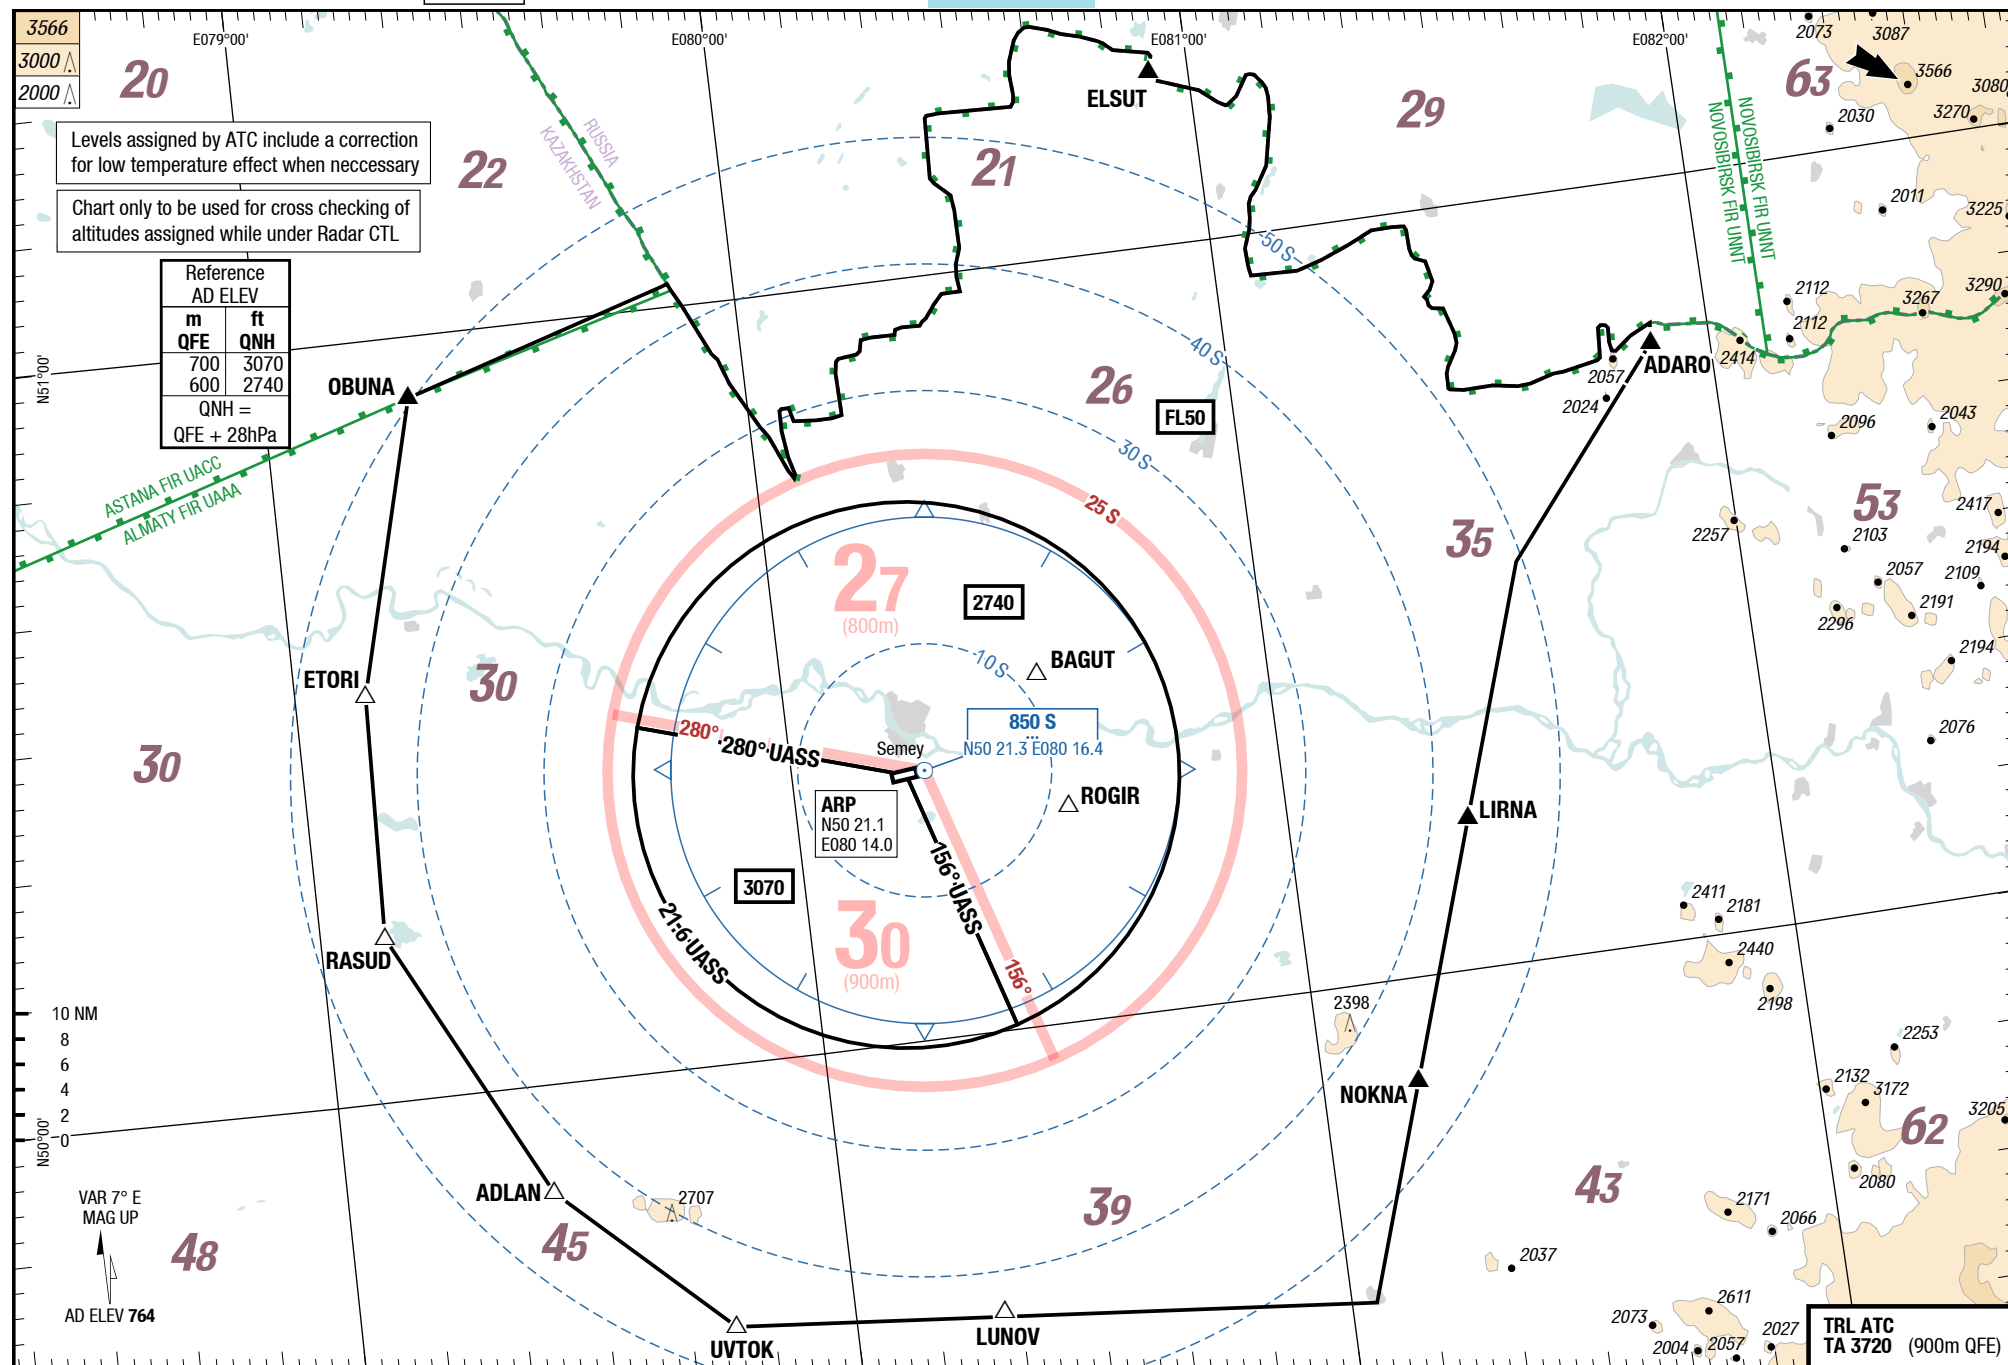 3566
3000
2000
E079°00'
E080°00'
E081°00'
E082°00'
20
22
21
29
63
2073
3087
3566
3080
3270
2030
2011
3225
Levels assigned by ATC include a correction
for low temperature effect when neccessary
Chart only to be used for cross checking of
altitudes assigned while under Radar CTL
RUSSIA
KAZAKHSTAN
ELSUT
NOVOSIBIRSK FIR UNNT
NOVOSIBIRSK FIR UNNT
Reference
AD ELEV
m ft
QFE QNH
700 3070
600 2740
QNH =
QFE + 28hPa
50 S
40 S
30 S
25 S
10 S
2112
2112
3267
3290
2414
ADARO
2057
2024
2096
2043
N51°00'
OBUNA
26
FL50
ASTANA FIR UACC
ALMATY FIR UAAA
35
53
2417
2257
2103
2194
2057
2109
2296
2191
2194
2076
27
(800m)
2740
BAGUT
ETORI
30
30
280°
280° UASS
Semey
850 S
N50 21.3 E080 16.4
ARP
N50 21.1
E080 14.0
ROGIR
LIRNA
3070
156° UASS
156°
21.6 UASS
30
(900m)
RASUD
2411
2181
2440
2198
2398
2253
NOKNA
2132
3172
3205
62
2080
10 NM
8
6
4
2
0
N50°00'
ADLAN
2707
39
43
2171
2066
2037
VAR 7° E
MAG UP
AD ELEV 764
48
45
UVTOK
LUNOV
2611
2073
2004
2057
2027
TRL ATC
TA 3720 (900m QFE)